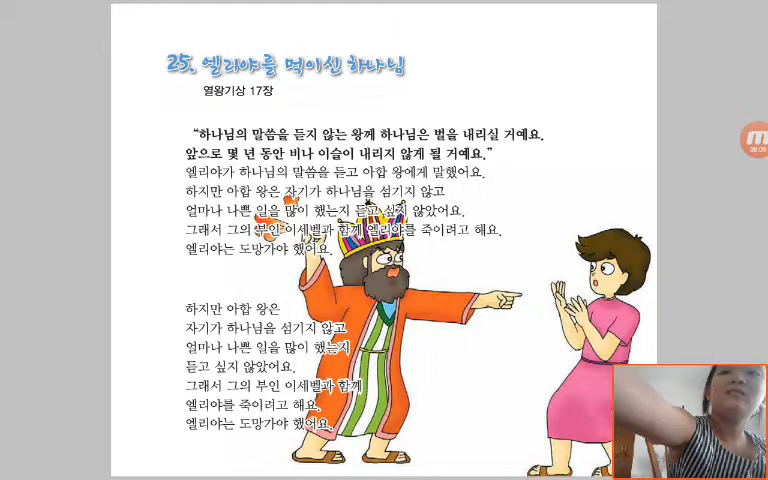 25. 엘리야를 먹이신 하나님
열왕기상 17장
“하나님의 말씀을 듣지 않는 왕께 하나님은 벌을 내리실 거예요.
앞으로 몇 년 동안 비나 이슬이 내리지 않게 될 거예요.”
엘리야가 하나님의 말씀을 듣고 아합 왕에게 말했어요.
하지만 아합 왕은 자기가 하나님을 섬기지 않고
얼마나 나쁜 일을 많이 했는지 듣고 싶지 않았어요.
그래서 그의 부인 이세벨과 함께 엘리야를 죽이려고 해요.
엘리야는 도망가야 했어요.
하지만 아합 왕은
자기가 하나님을 섬기지 않고
얼마나 나쁜 일을 많이 했는지
듣고 싶지 않았어요.
그래서 그의 부인 이세벨과 함께
엘리야를 죽이려고 해요.
엘리야는 도망가야 했어요.
08:09